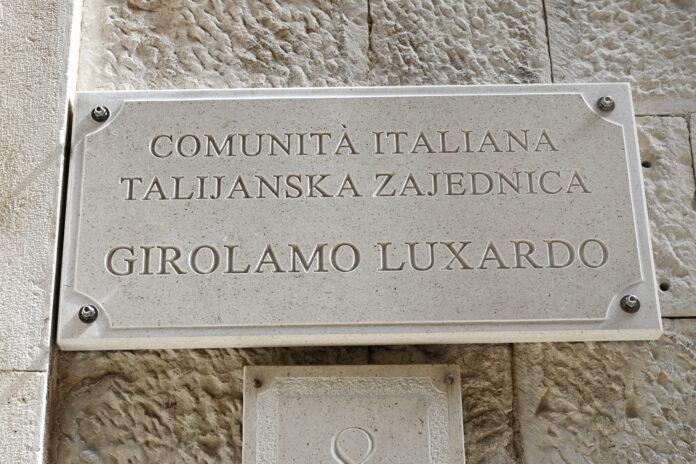 COMUNITÀ ITALIANA
TALIJANSKA ZAJEDNICA
GIROLAMO LUXARDO